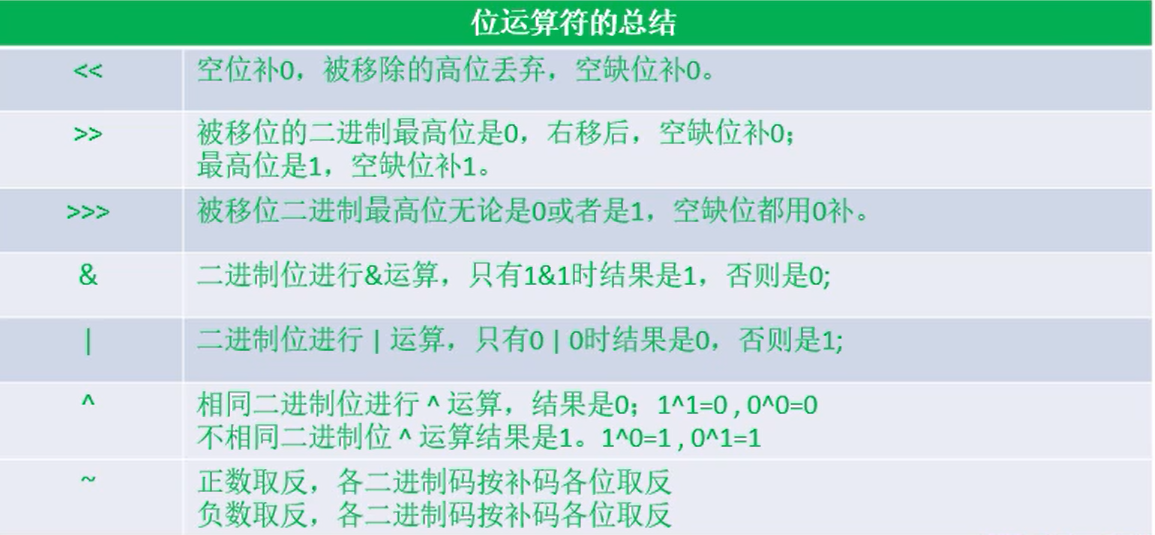 位运算符的总结
<< 空位补0，被移除的高位丢弃，空缺位补0。
>> 被移位的二进制最高位是0，右移后，空缺位补0；
最高位是1，空缺位补1。
>>> 被移位二进制最高位无论是0或者是1，空缺位都用0补。
& 二进制位进行&运算，只有1&1时结果是1，否则是0;
| 二进制位进行 | 运算，只有0 | 0时结果是0，否则是1;
^ 相同二进制位进行 ^ 运算，结果是0；1^1=0 , 0^0=0
不相同二进制位 ^ 运算结果是1。1^0=1 , 0^1=1
~ 正数取反，各二进制码按补码各位取反
负数取反，各二进制码按补码各位取反